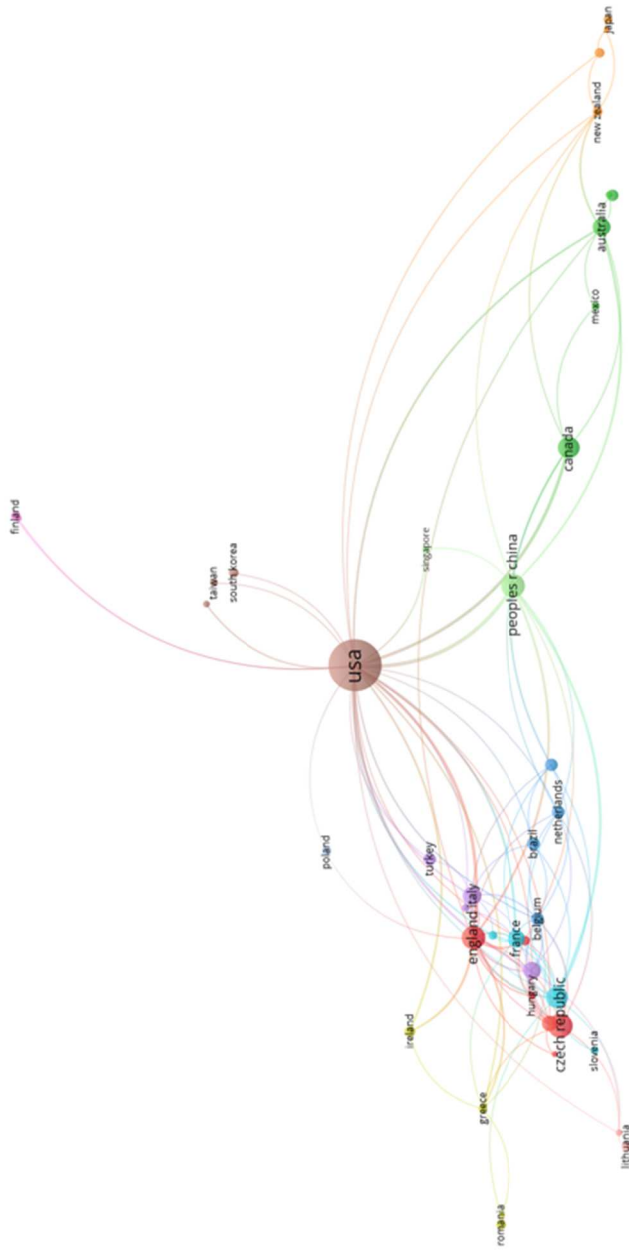 japan
new zealand
australia
mexico
canada
finland
singapore
peoples r china
south korea
taiwan
usa
netherlands
brazil
poland
turkey
italy
england
belgium
france
hungary
czech republic
slovenia
ireland
greece
lithuania
romania